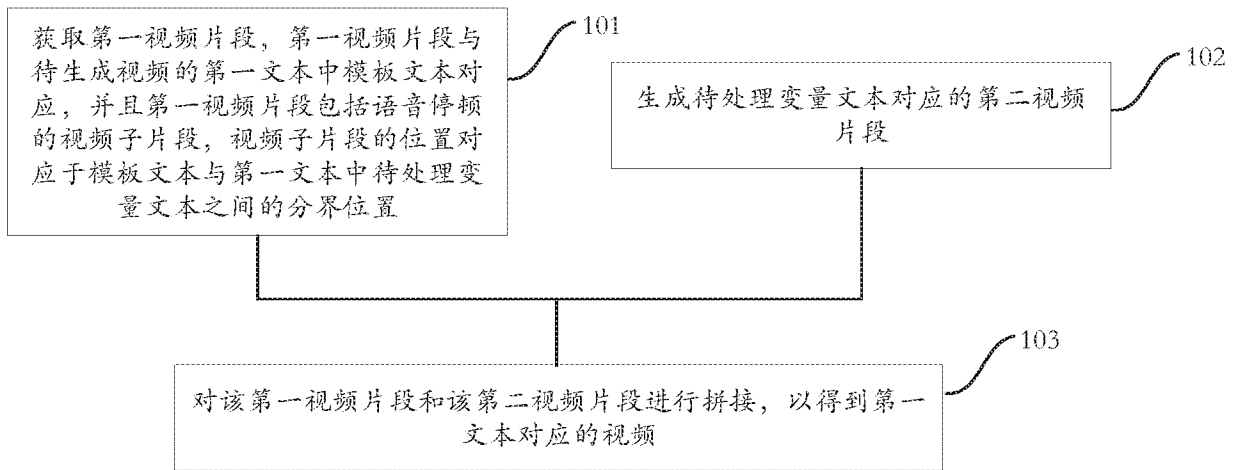 获取第一视频片段，第一视频片段与
待生成视频的第一文本中模板文本对
应，并且第一视频片段包括语音停顿
的视频子片段，视频子片段的位置对
应于模板文本与第一文本中待处理变
量文本之间的分界位置
101
生成待处理变量文本对应的第二视频
片段
102
对该第一视频片段和该第二视频片段进行拼接，以得到第一
文本对应的视频
103